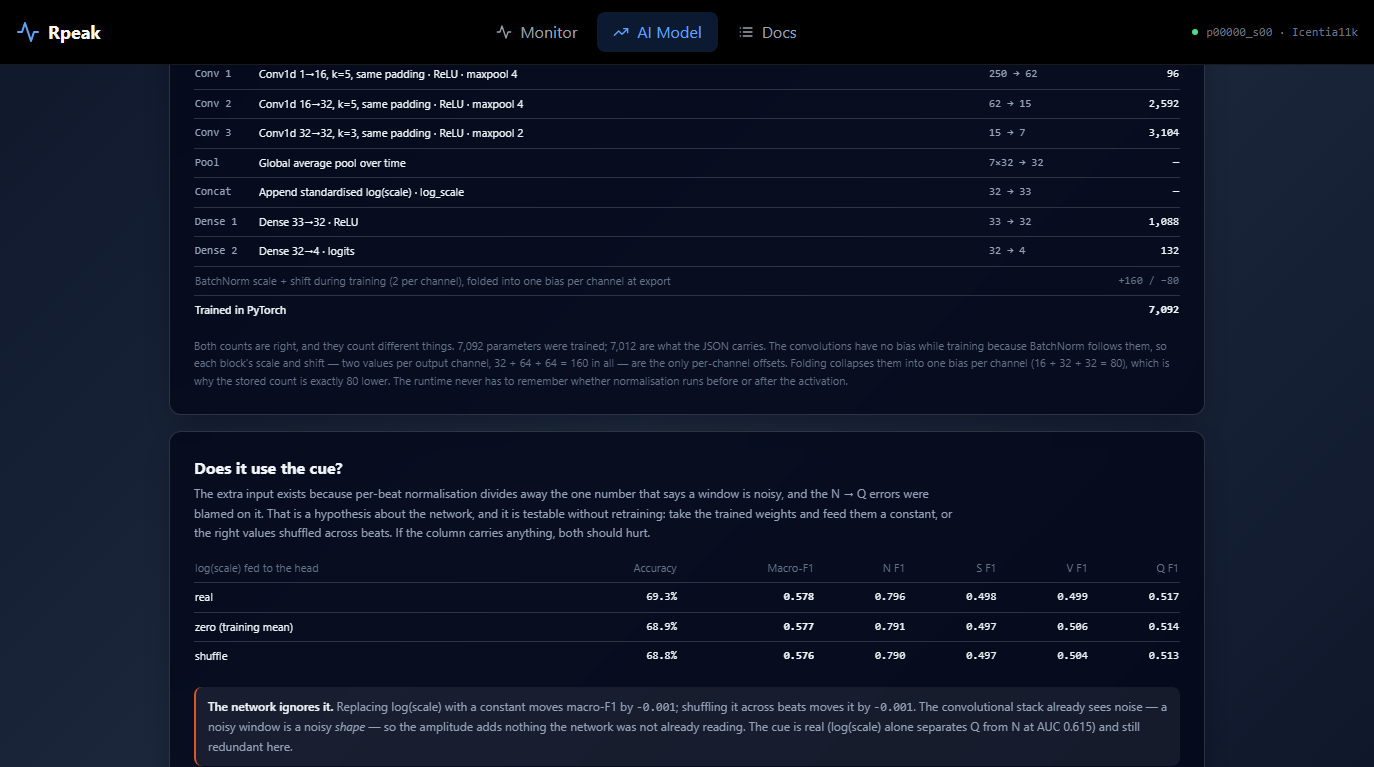 Rpeak Monitor AI Model Docs p00000_s00 · Icentia11k
Conv 1 Conv1d 1→16, k=5, same padding · ReLU · maxpool 4 250 → 62 96
Conv 2 Conv1d 16→32, k=5, same padding · ReLU · maxpool 4 62 → 15 2,592
Conv 3 Conv1d 32→32, k=3, same padding · ReLU · maxpool 2 15 → 7 3,104
Pool Global average pool over time 7×32 → 32 —
Concat Append standardised log(scale) · log_scale 32 → 33 —
Dense 1 Dense 33→32 · ReLU 33 → 32 1,088
Dense 2 Dense 32→4 · logits 32 → 4 132
BatchNorm scale + shift during training (2 per channel), folded into one bias per channel at export +160 / −80
Trained in PyTorch 7,092
Both counts are right, and they count different things. 7,092 parameters were trained; 7,012 are what the JSON carries. The convolutions have no bias while training because BatchNorm follows them, so
each block's scale and shift — two values per output channel, 32 + 64 + 64 = 160 in all — are the only per-channel offsets. Folding collapses them into one bias per channel (16 + 32 + 32 = 80), which is
why the stored count is exactly 80 lower. The runtime never has to remember whether normalisation runs before or after the activation.
Does it use the cue?
The extra input exists because per-beat normalisation divides away the one number that says a window is noisy, and the N → Q errors were
blamed on it. That is a hypothesis about the network, and it is testable without retraining: take the trained weights and feed them a constant, or
the right values shuffled across beats. If the column carries anything, both should hurt.
log(scale) fed to the head Accuracy Macro-F1 N F1 S F1 V F1 Q F1
real 69.3% 0.578 0.796 0.498 0.499 0.517
zero (training mean) 68.9% 0.577 0.791 0.497 0.506 0.514
shuffle 68.8% 0.576 0.790 0.497 0.504 0.513
The network ignores it. Replacing log(scale) with a constant moves macro-F1 by -0.001; shuffling it across beats moves it by -0.001. The convolutional stack already sees noise — a
noisy window is a noisy shape — so the amplitude adds nothing the network was not already reading. The cue is real (log(scale) alone separates Q from N at AUC 0.615) and still
redundant here.